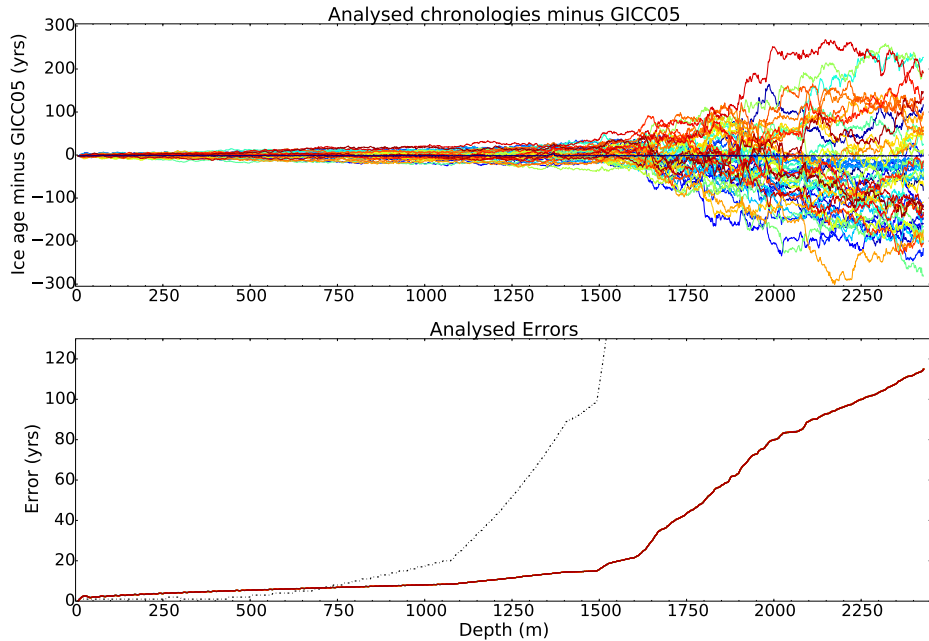 Analysed chronologies minus GICC05
Ice age minus GICC05 (yrs)
300
200
100
0
−100
−200
−300
0 250 500 750 1000 1250 1500 1750 2000 2250
Analysed Errors
Error (yrs)
120
100
80
60
40
20
0
0 250 500 750 1000 1250 1500 1750 2000 2250
Depth (m)